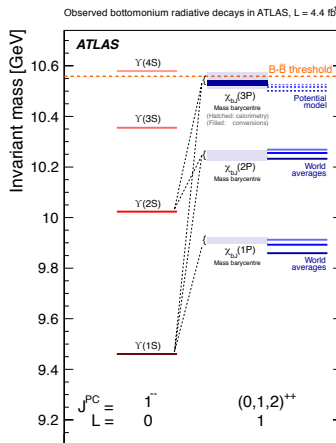 Observed bottomonium radiative decays in ATLAS, L = 4.4 fb
Invariant mass [GeV]
ATLAS
10.6
10.4
10.2
10
9.8
9.6
9.4
9.2
ϒ(4S)
ϒ(3S)
ϒ(2S)
ϒ(1S)
B-B̅ threshold
χbJ(3P)
Mass barycentre
(Hatched: calorimetry)
(Filled: conversions)
Potential
model
χbJ(2P)
Mass barycentre
World
averages
χbJ(1P)
Mass barycentre
World
averages
J^PC = 1^-- (0,1,2)^++
L = 0 1